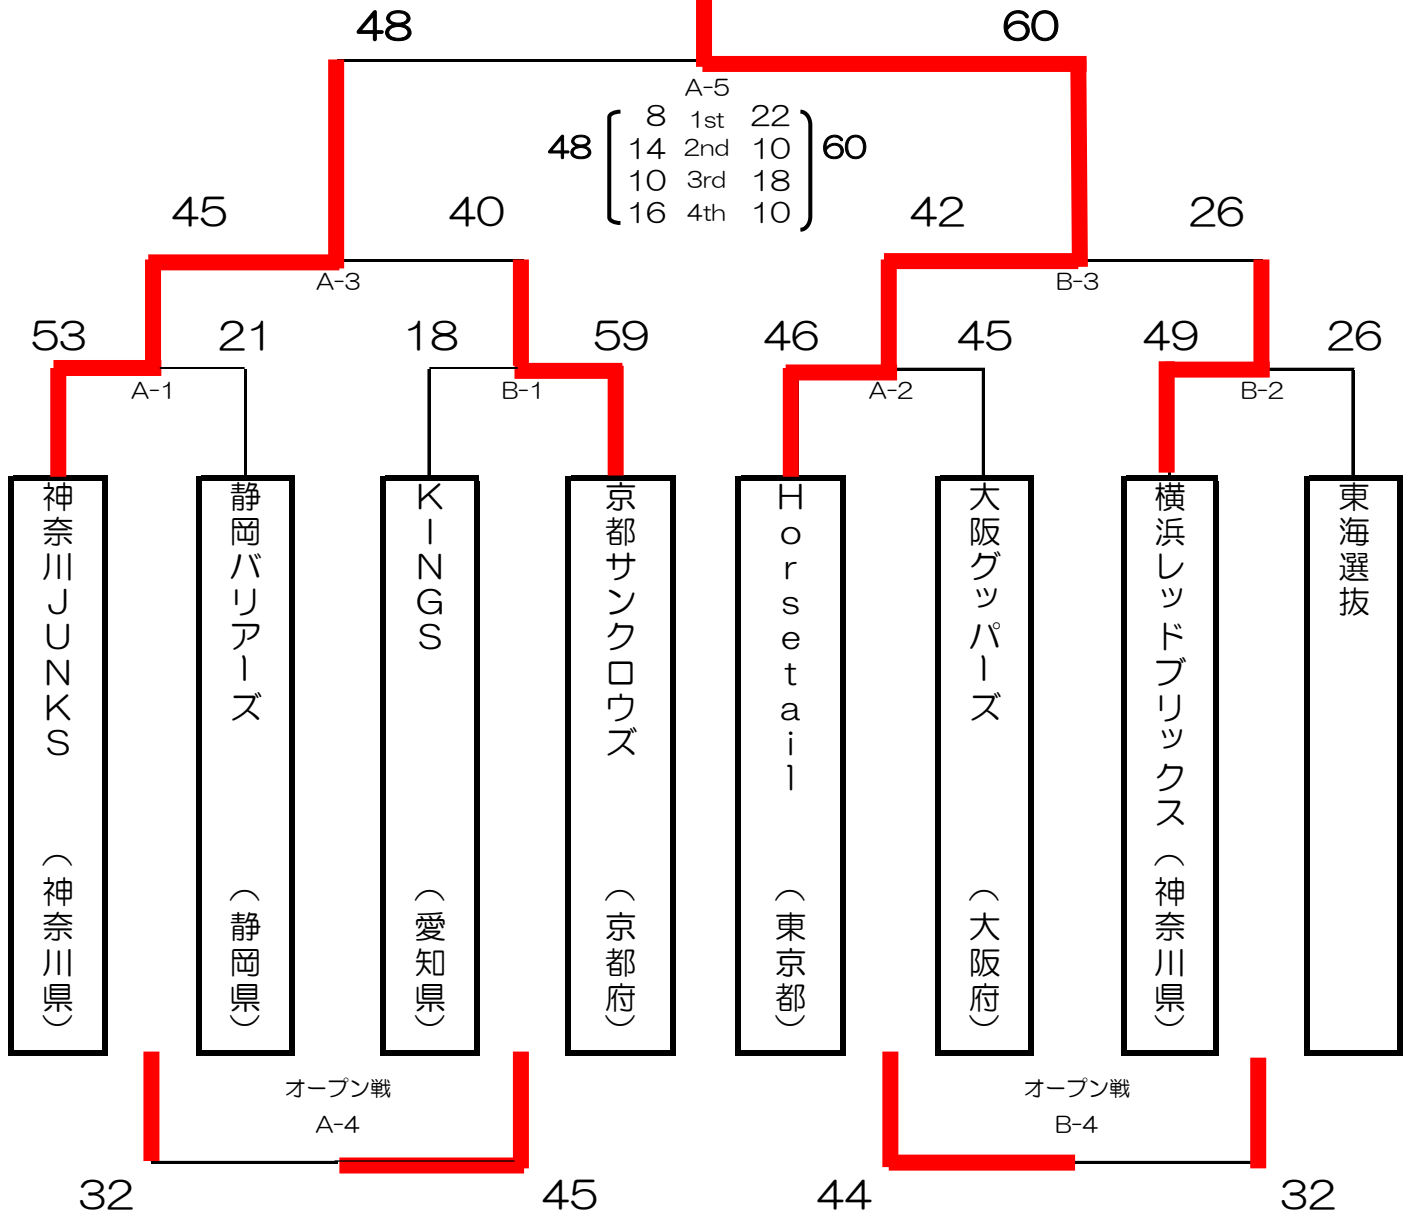 48 60
A-5
8 1st 22
48 14 2nd 10 60
10 3rd 18
16 4th 10
45 40 42 26
A-3 B-3
53 21 18 59 46 45 49 26
A-1 B-1 A-2 B-2
神奈川JUNKS (神奈川県)
静岡バリアーズ (静岡県)
KINGS (愛知県)
京都サンクロウズ (京都府)
Horsetail (東京都)
大阪グッパーズ (大阪府)
横浜レッドブリックス (神奈川県)
東海選抜
オープン戦 オープン戦
A-4 B-4
32 45 44 32